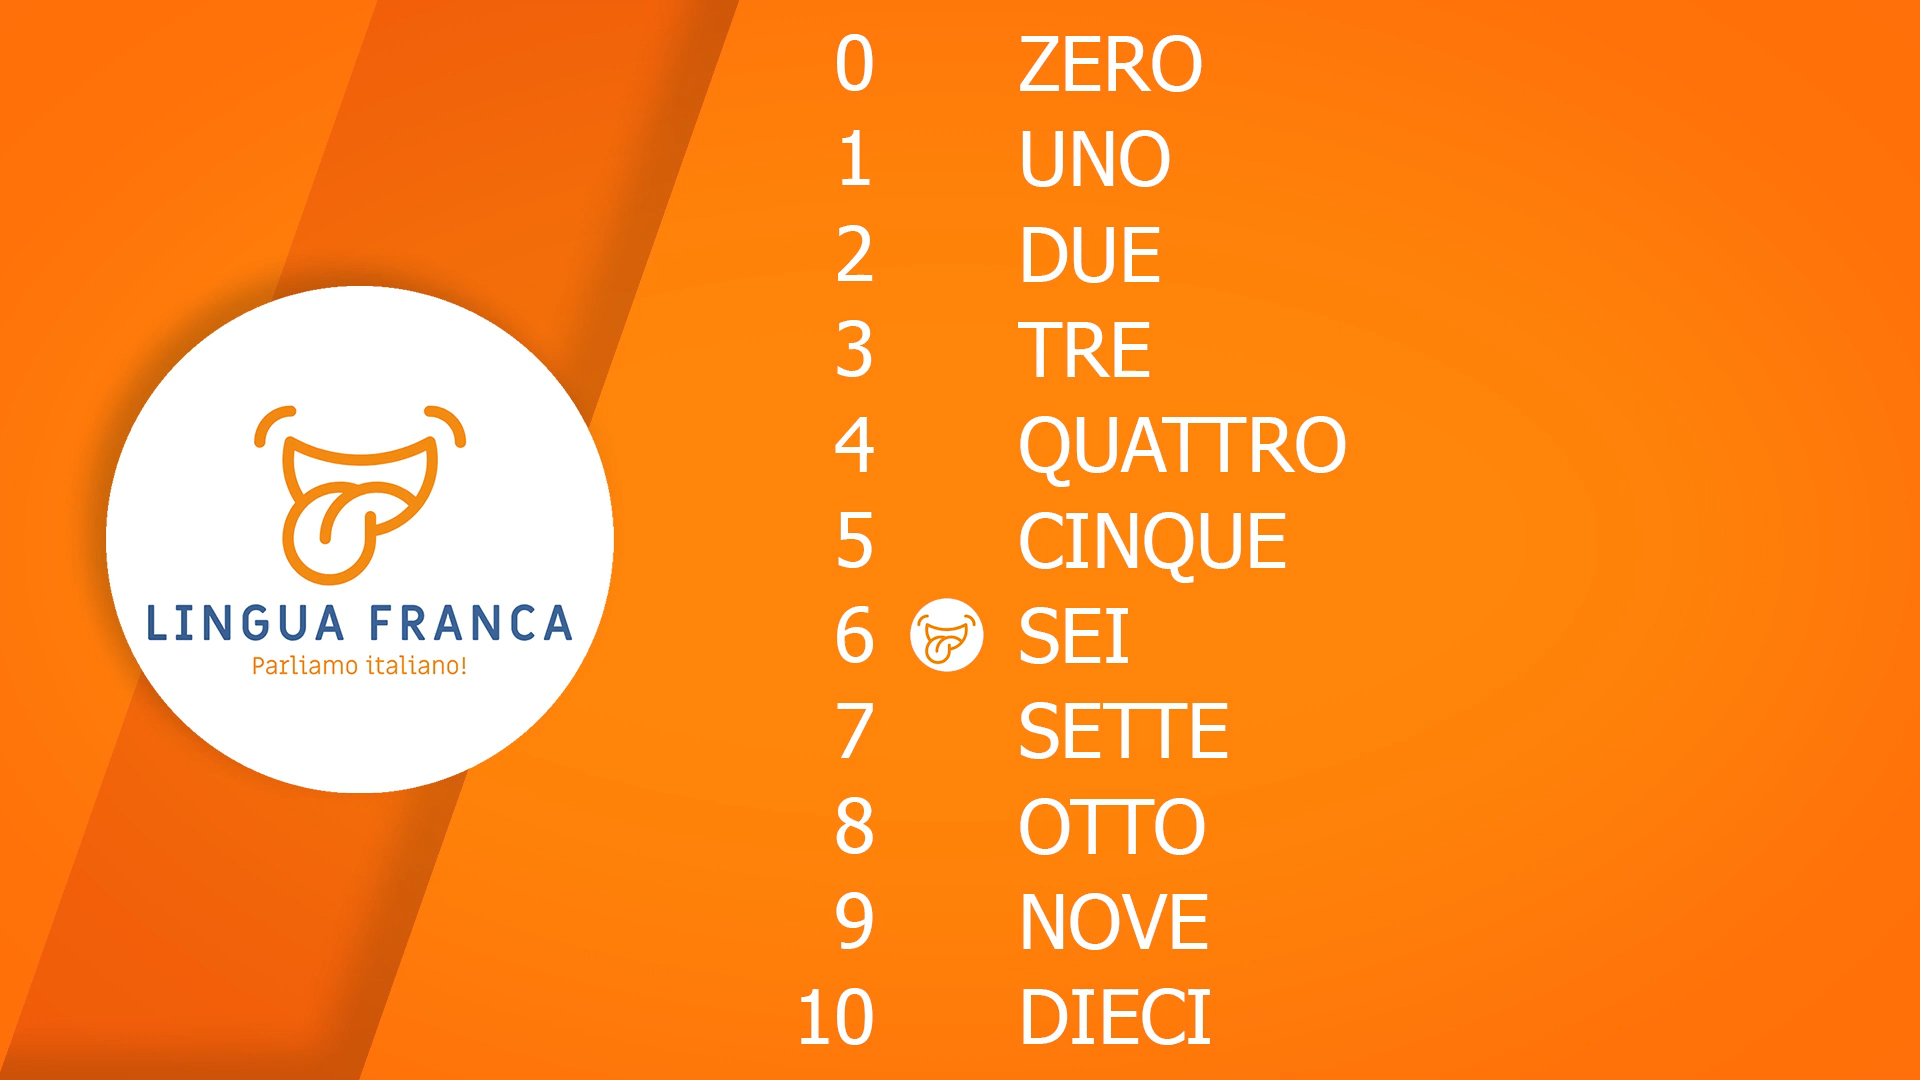 LINGUA FRANCA
Parliamo italiano!
0 ZERO
1 UNO
2 DUE
3 TRE
4 QUATTRO
5 CINQUE
6 SEI
7 SETTE
8 OTTO
9 NOVE
10 DIECI